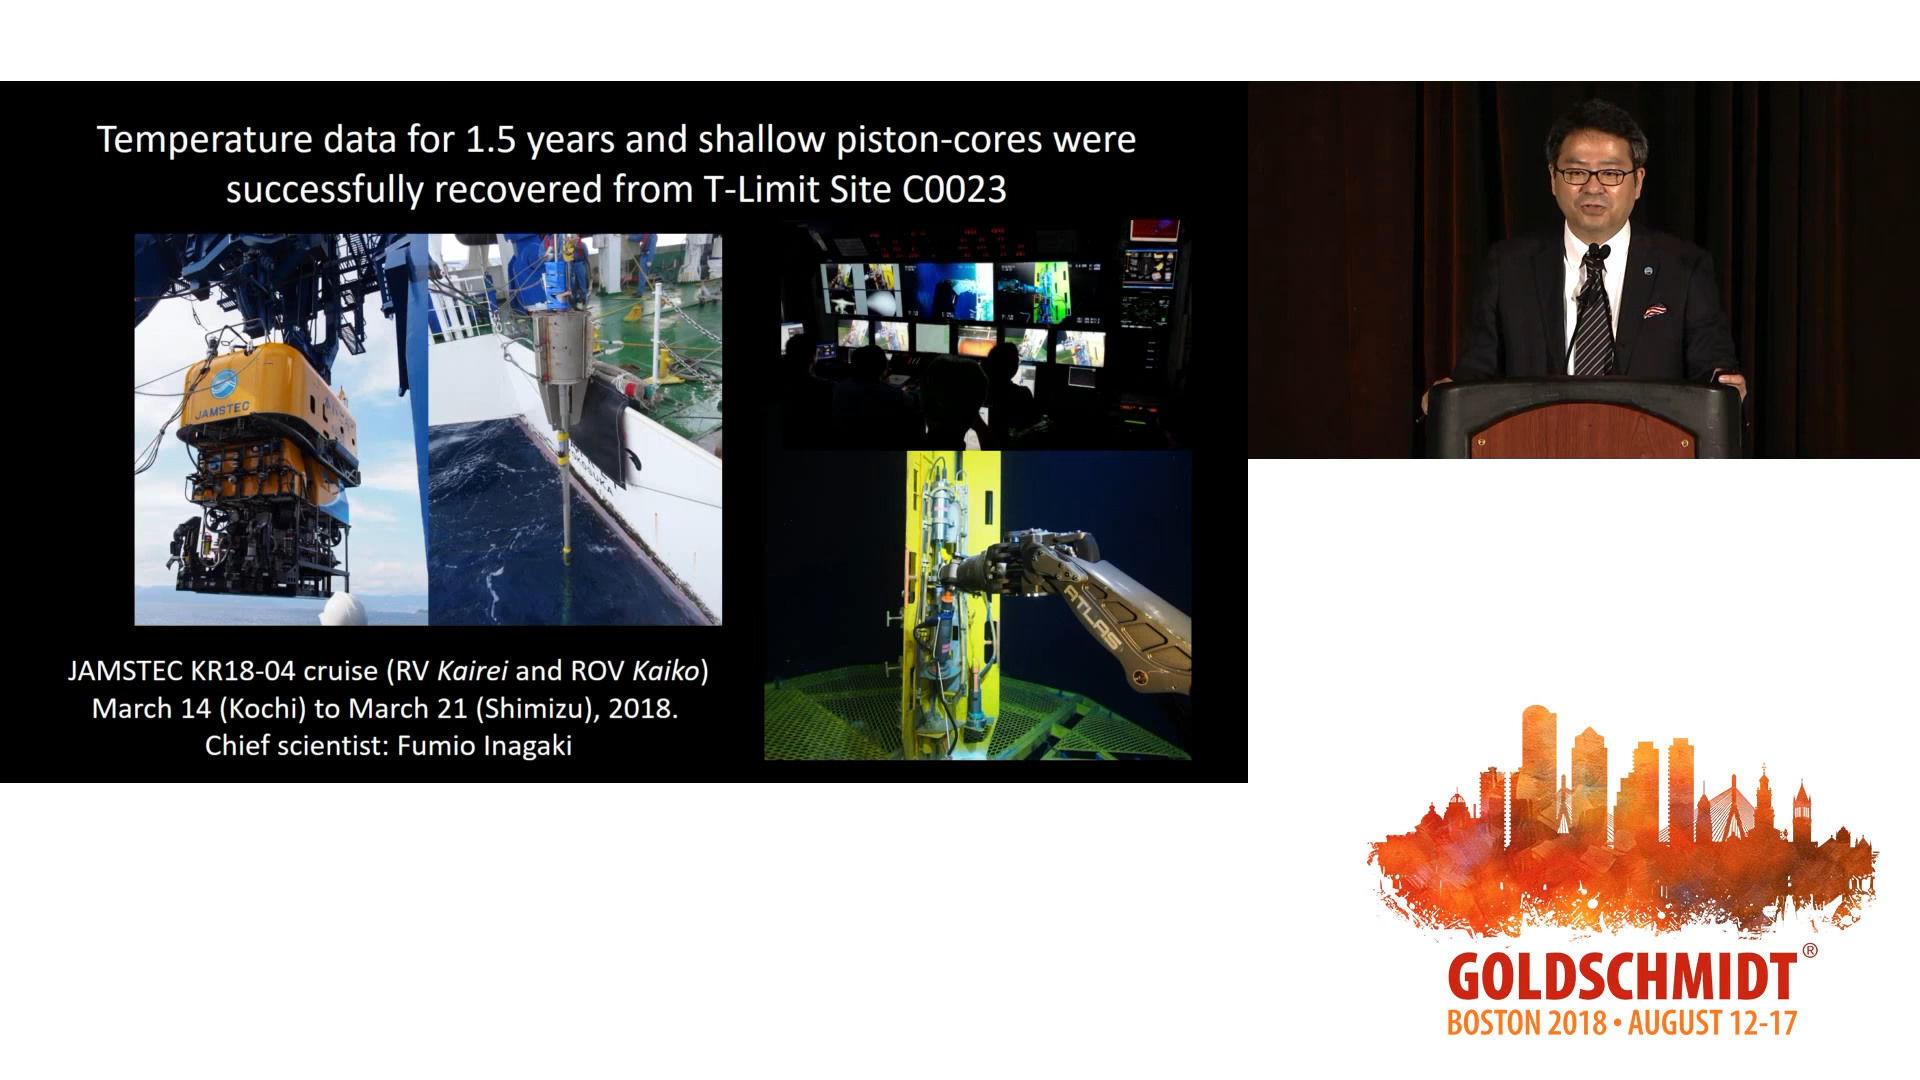 Temperature data for 1.5 years and shallow piston-cores were
successfully recovered from T-Limit Site C0023
JAMSTEC
KOSUKA
ATLAS
JAMSTEC KR18-04 cruise (RV Kairei and ROV Kaiko)
March 14 (Kochi) to March 21 (Shimizu), 2018.
Chief scientist: Fumio Inagaki
GOLDSCHMIDT®
BOSTON 2018 • AUGUST 12-17